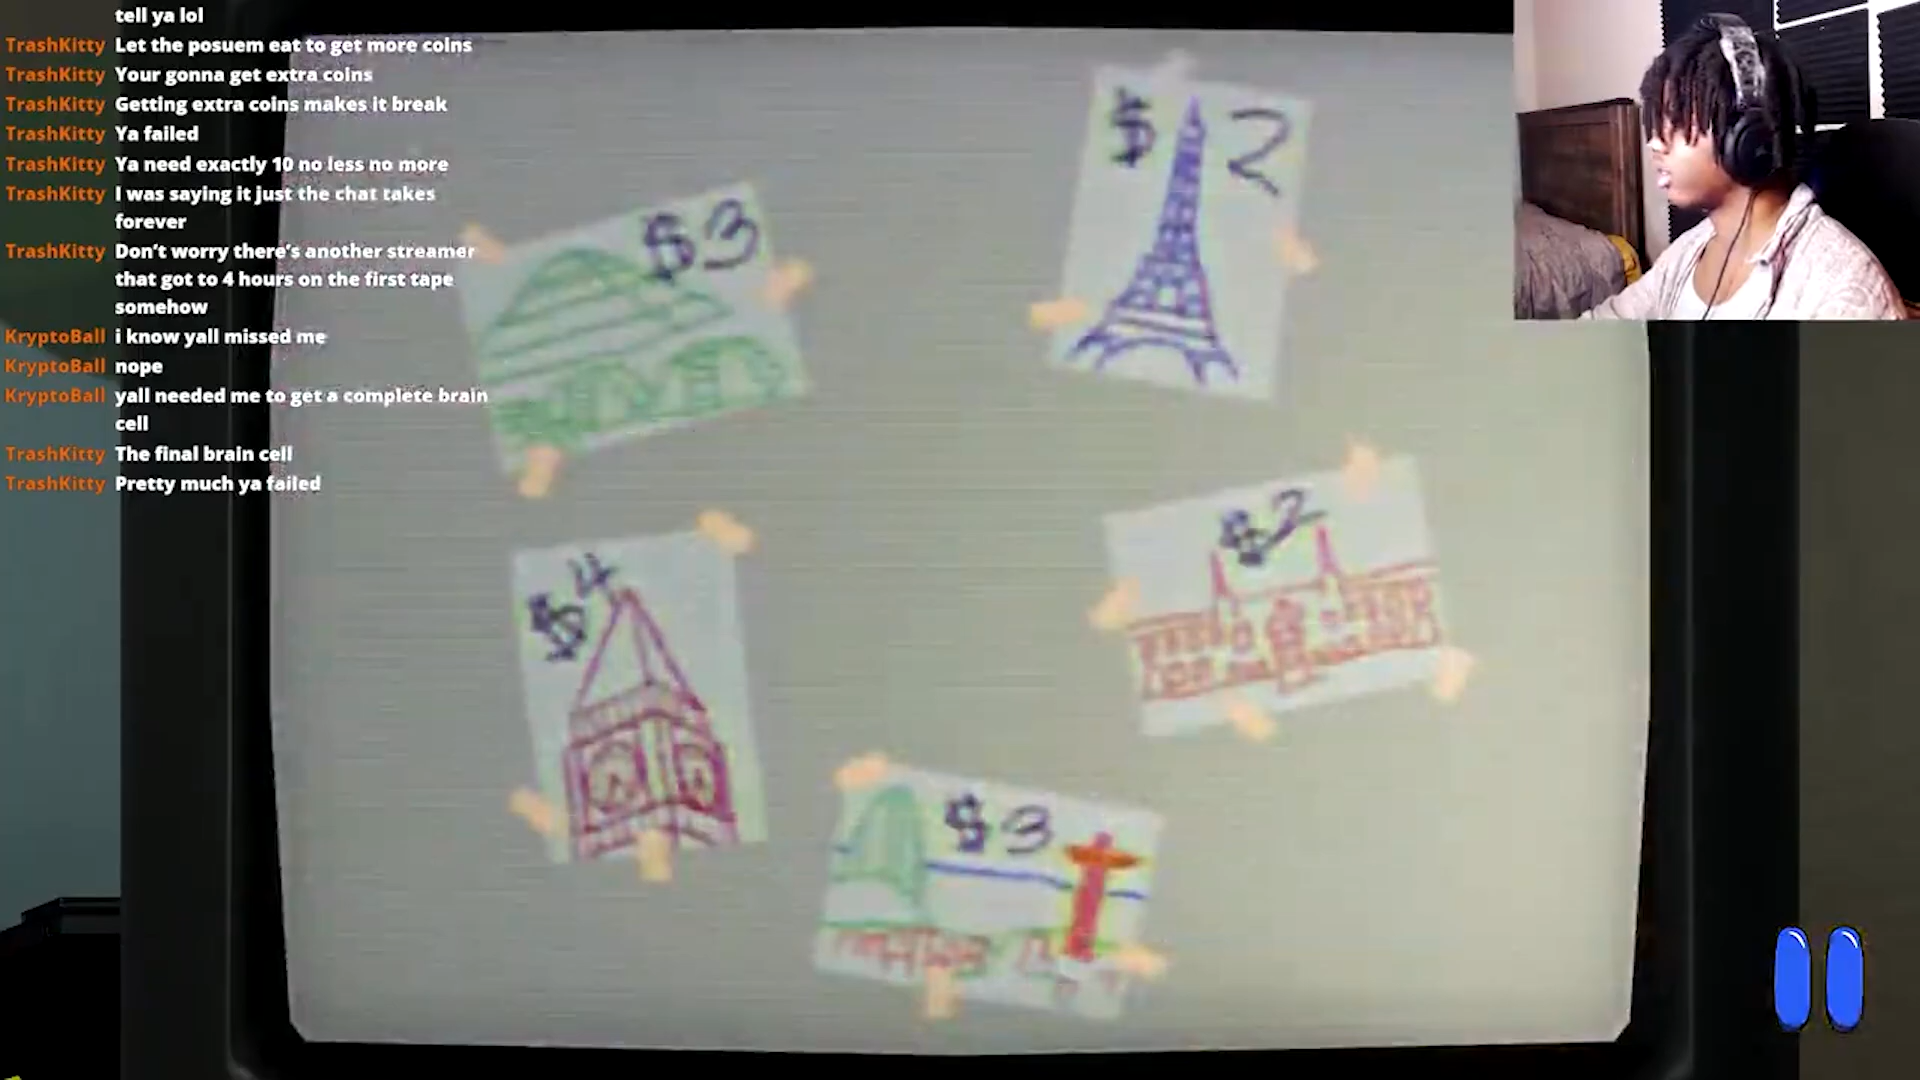 tell ya lol
TrashKitty Let the posuem eat to get more coins
TrashKitty Your gonna get extra coins
TrashKitty Getting extra coins makes it break
TrashKitty Ya failed
TrashKitty Ya need exactly 10 no less no more
TrashKitty I was saying it just the chat takes
forever
TrashKitty Don't worry there's another streamer
that got to 4 hours on the first tape
somehow
KryptoBall i know yall missed me
KryptoBall nope
KryptoBall yall needed me to get a complete brain
cell
TrashKitty The final brain cell
TrashKitty Pretty much ya failed
$ 2
$3
$2
$4
$3